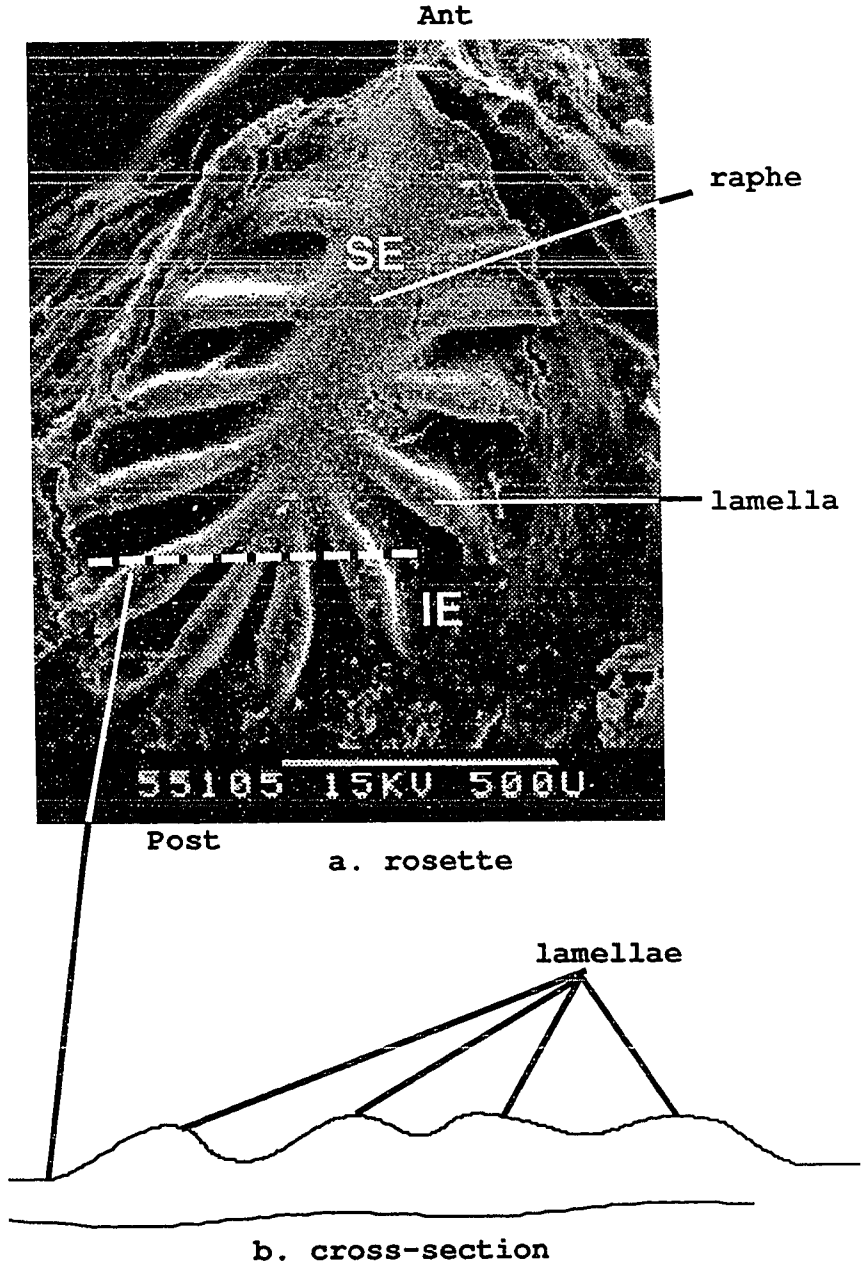 Ant
raphe
SE
lamella
IE
55105 15KV 500U
Post
a. rosette
lamellae
b. cross-section